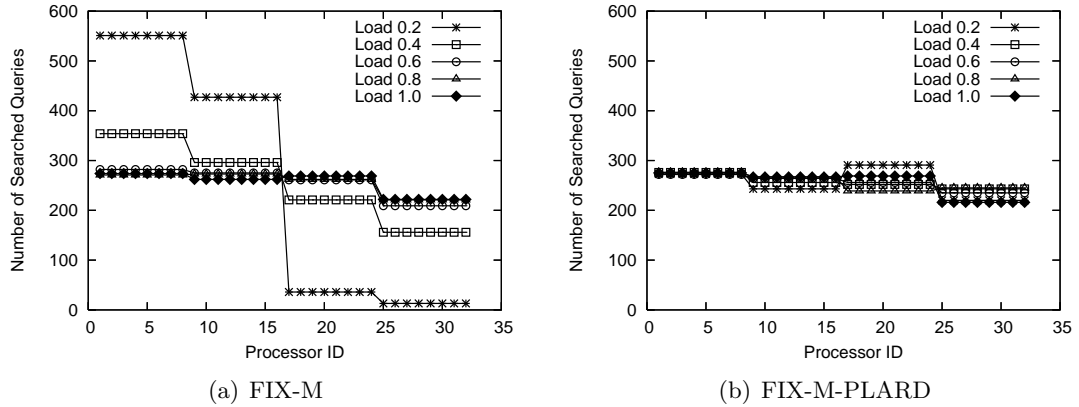 600
500
400
300
200
100
0
0 5 10 15 20 25 30 35
Number of Searched Queries
Processor ID
Load 0.2
Load 0.4
Load 0.6
Load 0.8
Load 1.0
(a) FIX-M
600
500
400
300
200
100
0
0 5 10 15 20 25 30 35
Number of Searched Queries
Processor ID
Load 0.2
Load 0.4
Load 0.6
Load 0.8
Load 1.0
(b) FIX-M-PLARD